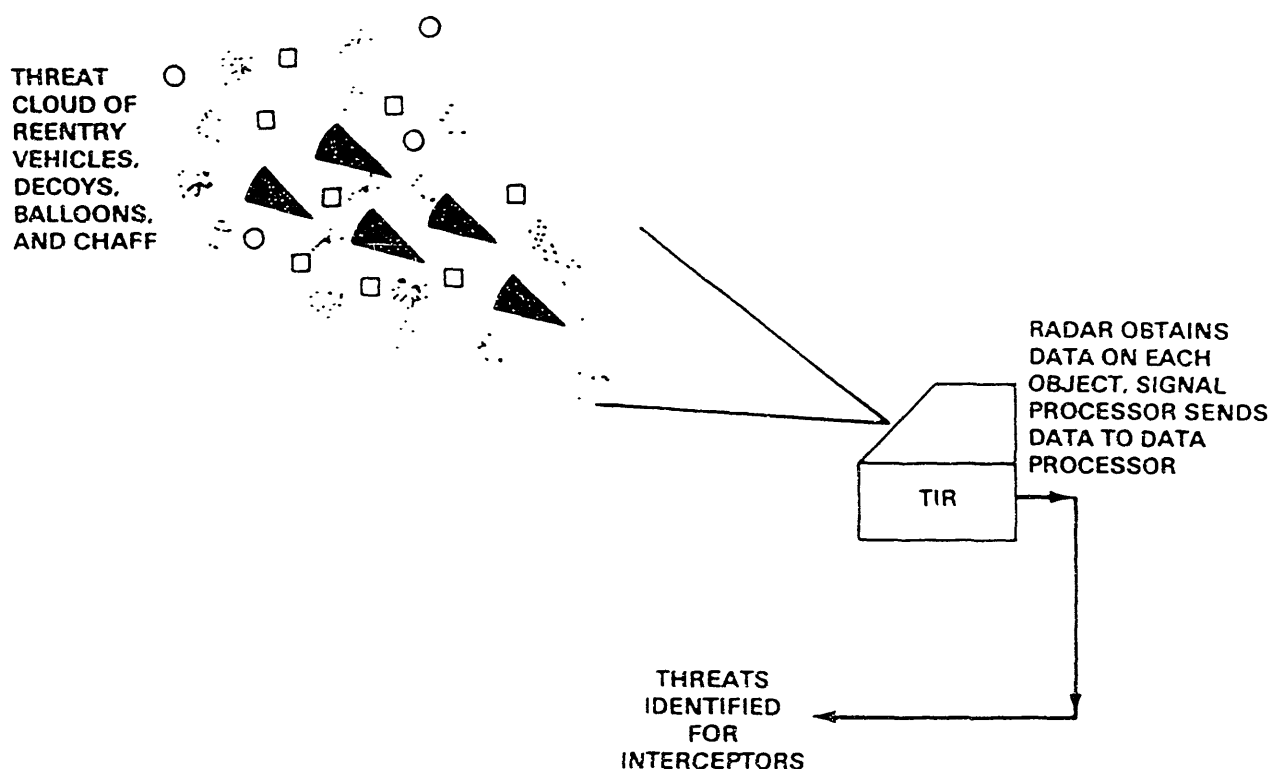 THREAT
CLOUD OF
REENTRY
VEHICLES,
DECOYS,
BALLOONS,
AND CHAFF
RADAR OBTAINS
DATA ON EACH
OBJECT. SIGNAL
PROCESSOR SENDS
DATA TO DATA
PROCESSOR
TIR
THREATS
IDENTIFIED
FOR
INTERCEPTORS